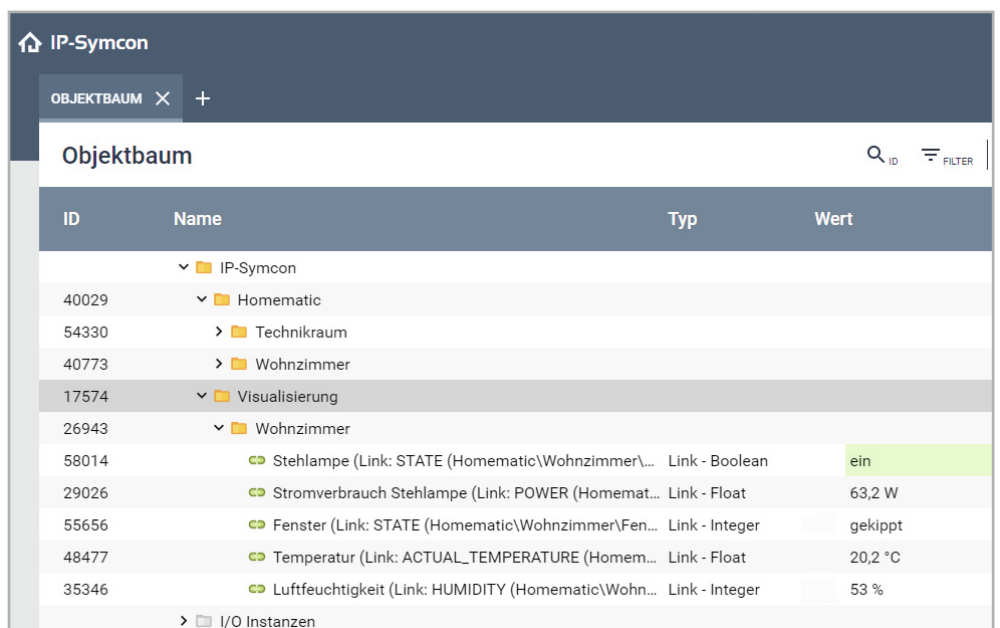 IP-Symcon
OBJEKTBAUM
Objektbaum ID FILTER
ID Name Typ Wert
IP-Symcon
40029 Homematic
54330 Technikraum
40773 Wohnzimmer
17574 Visualisierung
26943 Wohnzimmer
58014 Stehlampe (Link: STATE (Homematic\Wohnzimmer\... Link - Boolean ein
29026 Stromverbrauch Stehlampe (Link: POWER (Homemat... Link - Float 63,2 W
55656 Fenster (Link: STATE (Homematic\Wohnzimmer\Fen... Link - Integer gekippt
48477 Temperatur (Link: ACTUAL_TEMPERATURE (Homem... Link - Float 20,2 °C
35346 Luftfeuchtigkeit (Link: HUMIDITY (Homematic\Wohn... Link - Integer 53 %
I/O Instanzen